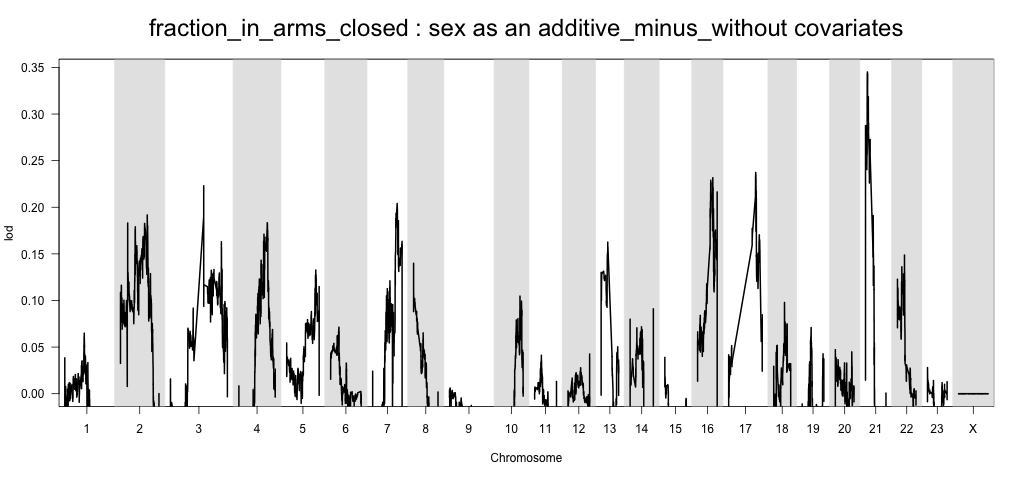 fraction_in_arms_closed : sex as an additive_minus_without covariates
0.35
0.30
0.25
0.20
0.15
0.10
0.05
0.00
lod
1 2 3 4 5 6 7 8 9 10 11 12 13 14 15 16 17 18 19 20 21 22 23 X
Chromosome